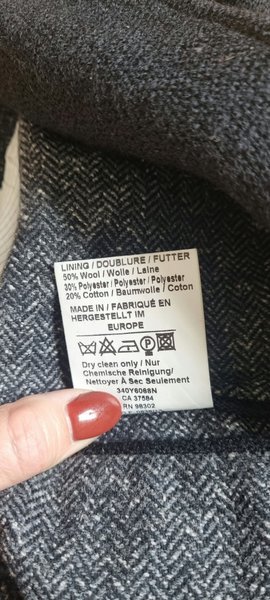 LINING / DOUBLURE / FUTTER
50% Wool / Wolle / Laine
30% Polyester / Polyester / Polyester
20% Cotton / Baumwolle / Coton
MADE IN / FABRIQUÉ EN
HERGESTELLT IM
EUROPE
P
Dry clean only / Nur
Chemische Reinigung/
Nettoyer À Sec Seulement
340Y6088N
CA 37584
RN 98302